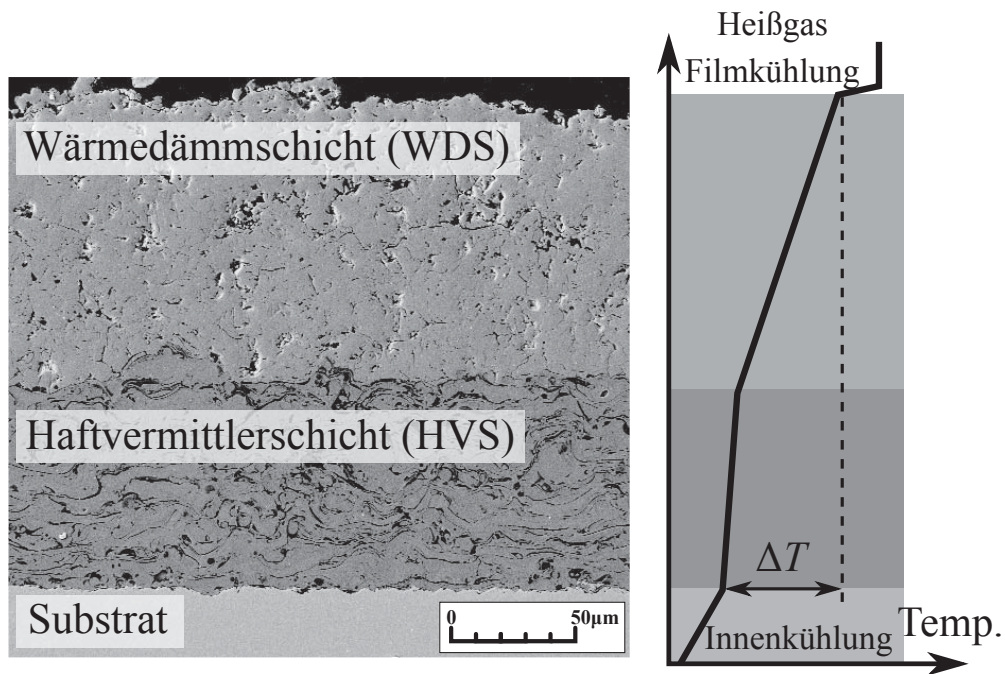 Heißgas
Filmkühlung
Wärmedämmschicht (WDS)
Haftvermittlerschicht (HVS)
ΔT
Substrat
0 50µm
Innenkühlung
Temp.